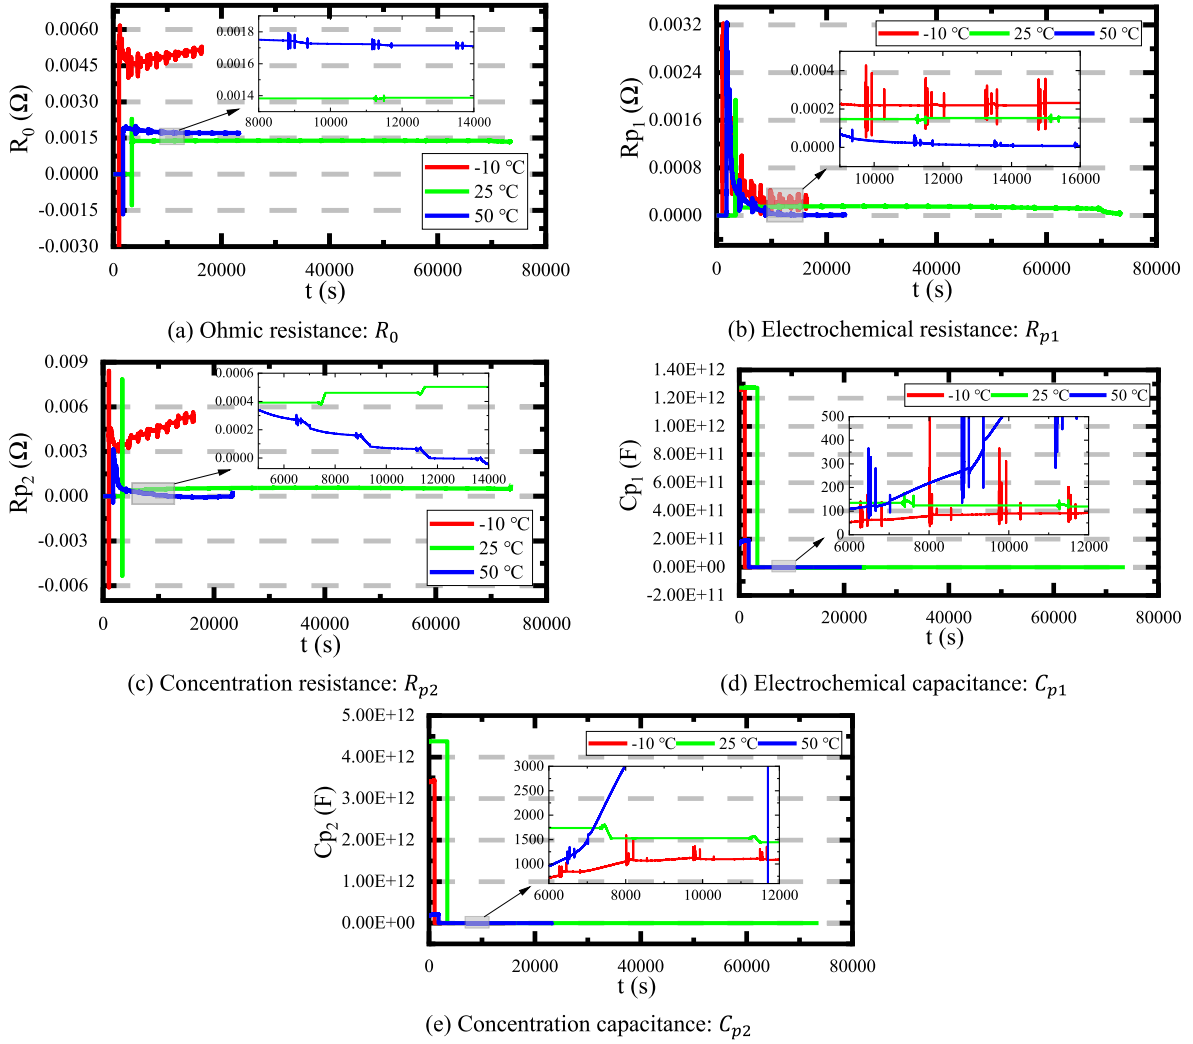 0.0060
0.0045
0.0030
0.0015
0.0000
-0.0015
-0.0030
R0 (Ω)
0.0018
0.0016
0.0014
8000 10000 12000 14000
-10 ℃
25 ℃
50 ℃
0 20000 40000 60000 80000
t (s)
(a) Ohmic resistance: R0
0.0032
0.0024
0.0016
0.0008
0.0000
Rp1 (Ω)
-10 ℃ 25 ℃ 50 ℃
0.0004
0.0002
0.0000
10000 12000 14000 16000
0 20000 40000 60000 80000
t (s)
(b) Electrochemical resistance: Rp1
0.009
0.006
0.003
0.000
-0.003
-0.006
Rp2 (Ω)
0.0006
0.0004
0.0002
0.0000
6000 8000 10000 12000 14000
-10 ℃
25 ℃
50 ℃
0 20000 40000 60000 80000
t (s)
(c) Concentration resistance: Rp2
1.40E+12
1.20E+12
1.00E+12
8.00E+11
6.00E+11
4.00E+11
2.00E+11
0.00E+00
-2.00E+11
Cp1 (F)
-10 ℃ 25 ℃ 50 ℃
500
400
300
200
100
0
6000 8000 10000 12000
0 20000 40000 60000 80000
t (s)
(d) Electrochemical capacitance: Cp1
5.00E+12
4.00E+12
3.00E+12
2.00E+12
1.00E+12
0.00E+00
Cp2 (F)
-10 ℃ 25 ℃ 50 ℃
3000
2500
2000
1500
1000
6000 8000 10000 12000
0 20000 40000 60000 80000
t (s)
(e) Concentration capacitance: Cp2